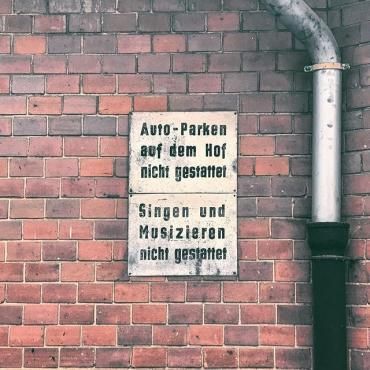 Auto-Parken
auf dem Hof
nicht gestattet
Singen und
Musizieren
nicht gestattet